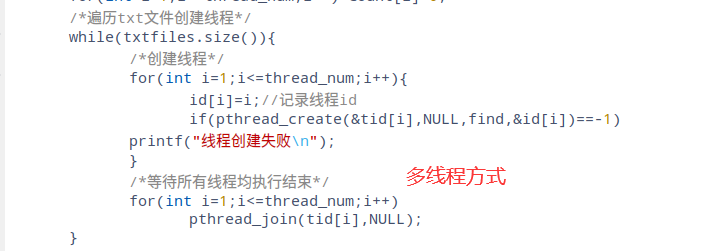 /*遍历txt文件创建线程*/
while(txtfiles.size()){
/*创建线程*/
for(int i=1;i<=thread_num;i++){
id[i]=i;//记录线程id
if(pthread_create(&tid[i],NULL,find,&id[i])==-1)
printf("线程创建失败\n");
}
/*等待所有线程均执行结束*/
多线程方式
for(int i=1;i<=thread_num;i++)
pthread_join(tid[i],NULL);
}